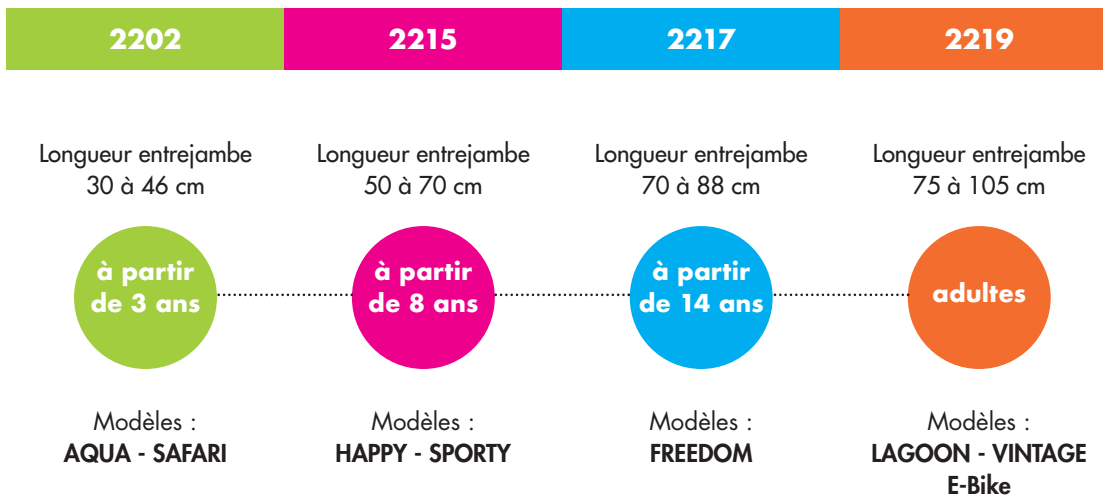 2202
Longueur entrejambe
30 à 46 cm
à partir
de 3 ans
Modèles :
AQUA - SAFARI
2215
Longueur entrejambe
50 à 70 cm
à partir
de 8 ans
Modèles :
HAPPY - SPORTY
2217
Longueur entrejambe
70 à 88 cm
à partir
de 14 ans
Modèles :
FREEDOM
2219
Longueur entrejambe
75 à 105 cm
adultes
Modèles :
LAGOON - VINTAGE
E-Bike